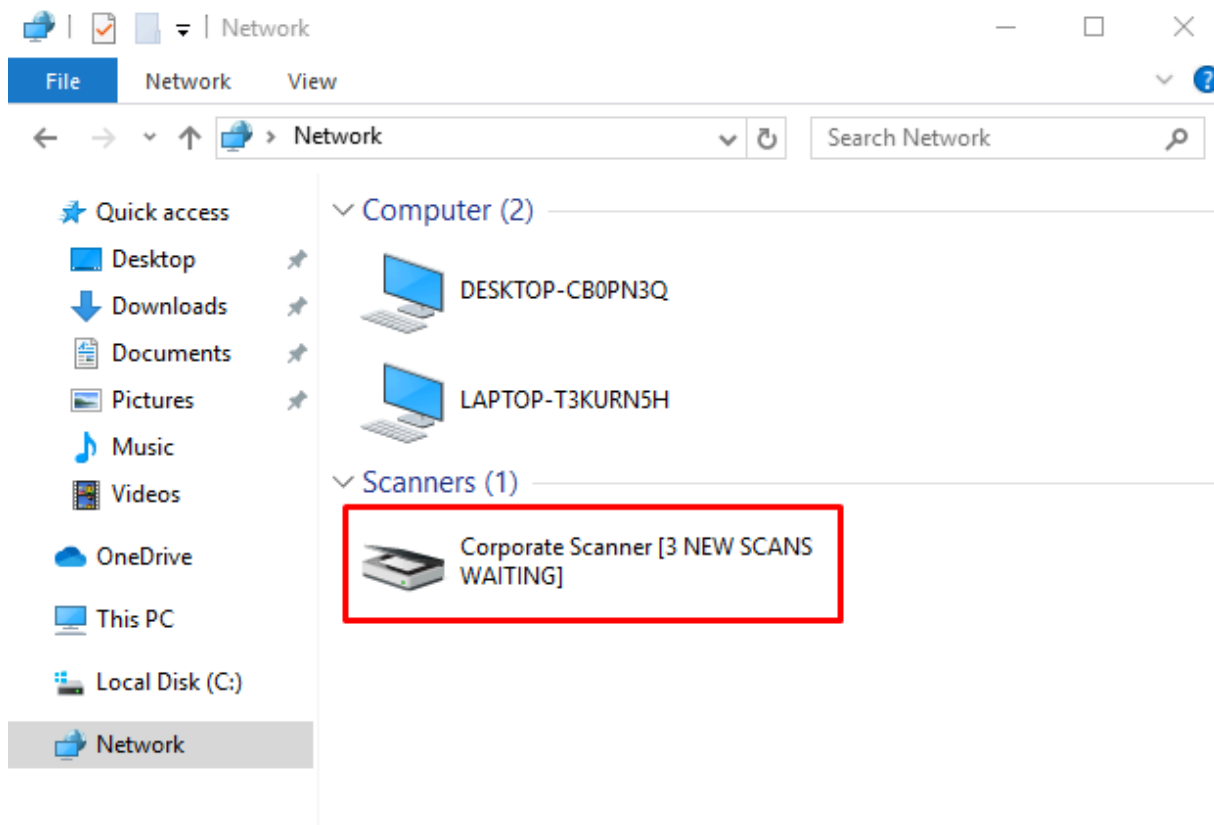 Network
File Network View
Network Search Network
Quick access
Desktop
Downloads
Documents
Pictures
Music
Videos
OneDrive
This PC
Local Disk (C:)
Network
Computer (2)
DESKTOP-CB0PN3Q
LAPTOP-T3KURN5H
Scanners (1)
Corporate Scanner [3 NEW SCANS
WAITING]